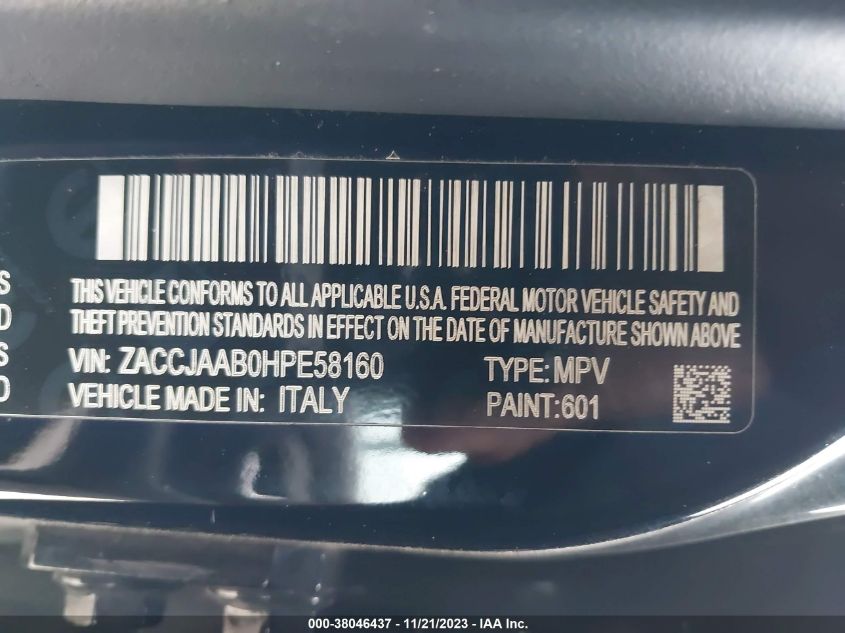 THIS VEHICLE CONFORMS TO ALL APPLICABLE U.S.A. FEDERAL MOTOR VEHICLE SAFETY AND
THEFT PREVENTION STANDARDS IN EFFECT ON THE DATE OF MANUFACTURE SHOWN ABOVE
VIN: ZACCJAAB0HPE58160 TYPE: MPV
VEHICLE MADE IN: ITALY PAINT:601
S
D
S
D
000-38046437 - 11/21/2023 - IAA Inc.